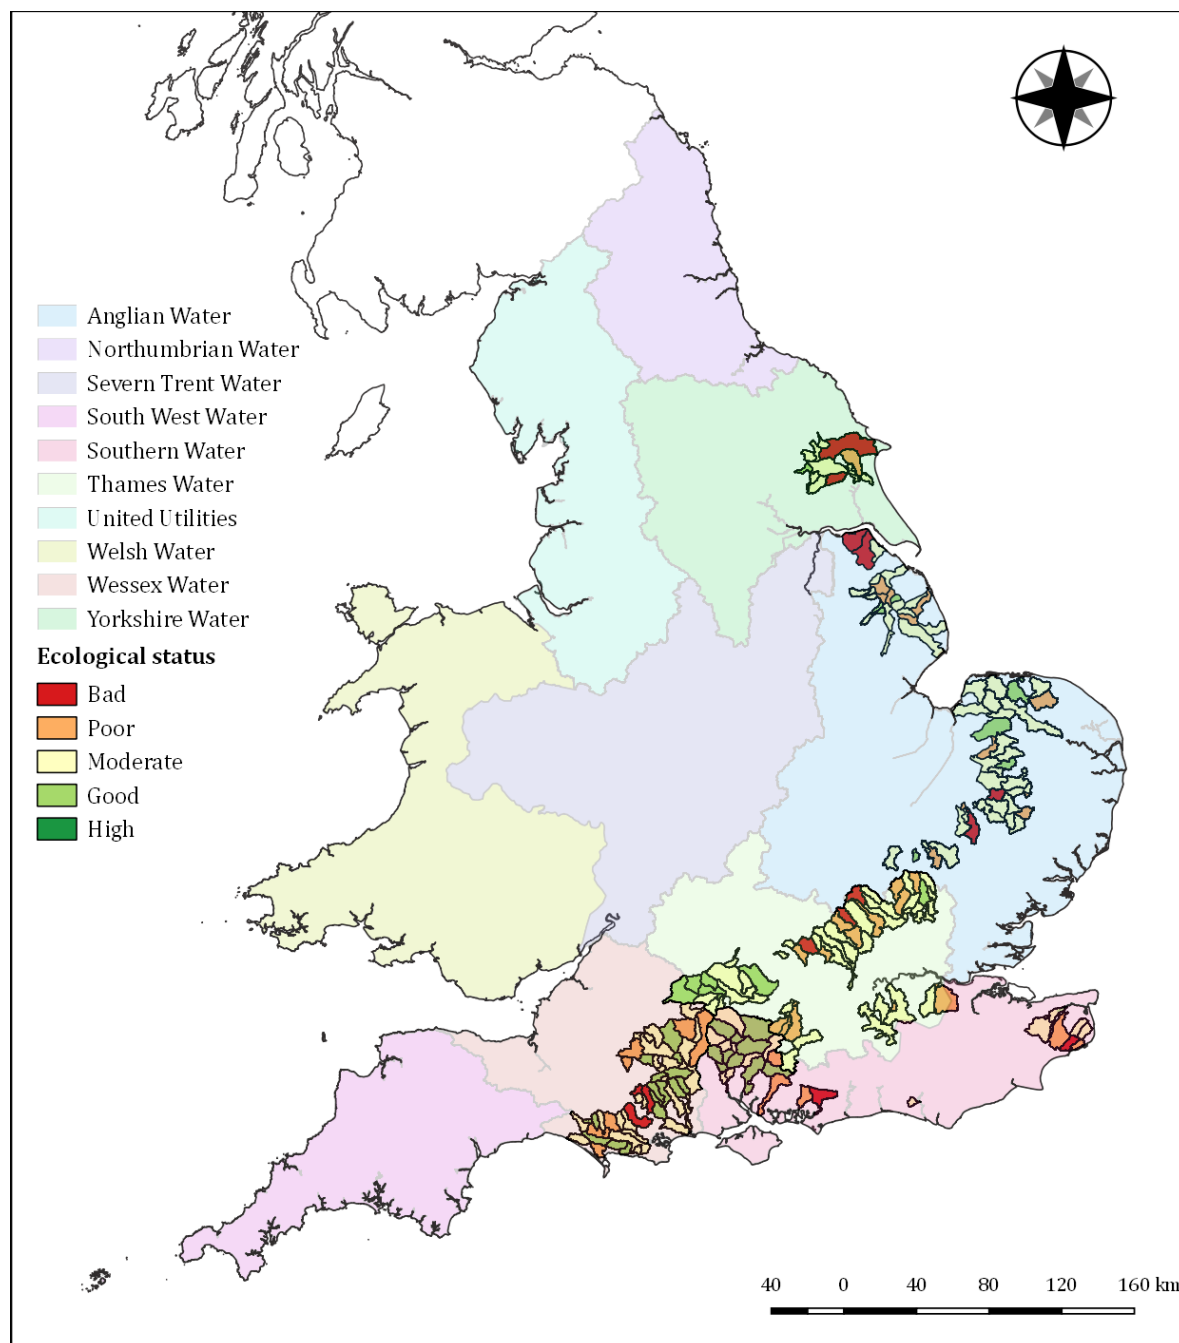 Anglian Water
Northumbrian Water
Severn Trent Water
South West Water
Southern Water
Thames Water
United Utilities
Welsh Water
Wessex Water
Yorkshire Water
Ecological status
Bad
Poor
Moderate
Good
High
40 0 40 80 120 160 km